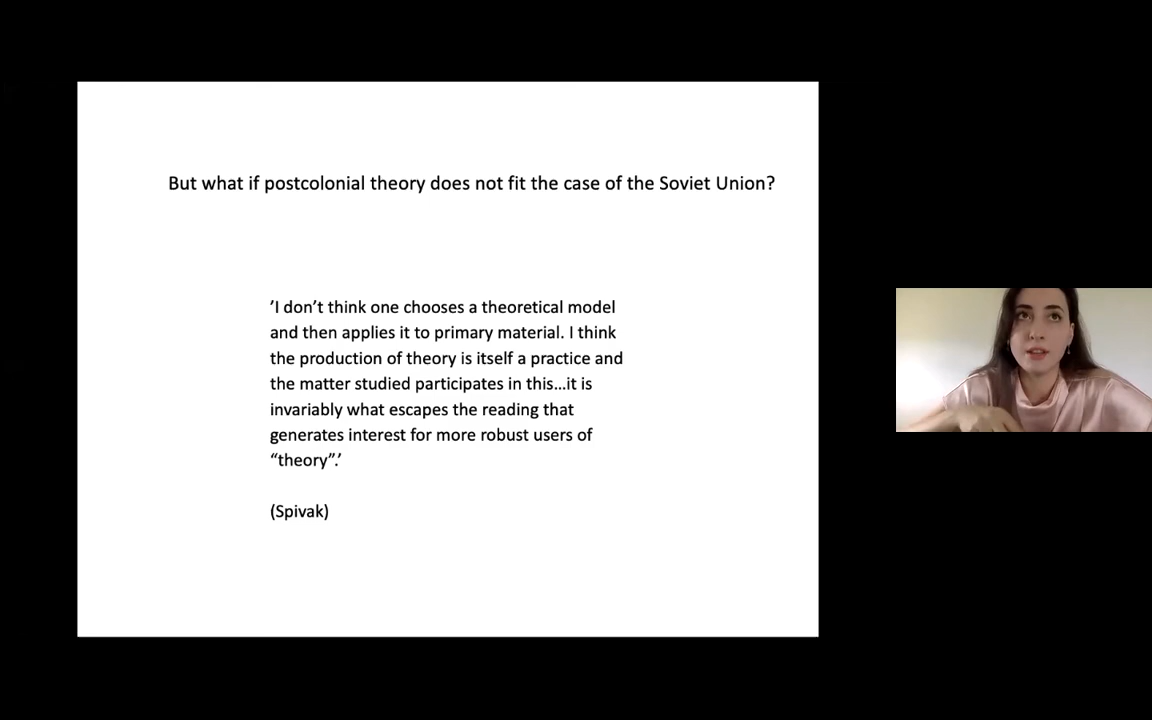 But what if postcolonial theory does not fit the case of the Soviet Union?
’I don’t think one chooses a theoretical model
and then applies it to primary material. I think
the production of theory is itself a practice and
the matter studied participates in this…it is
invariably what escapes the reading that
generates interest for more robust users of
“theory”.’
(Spivak)